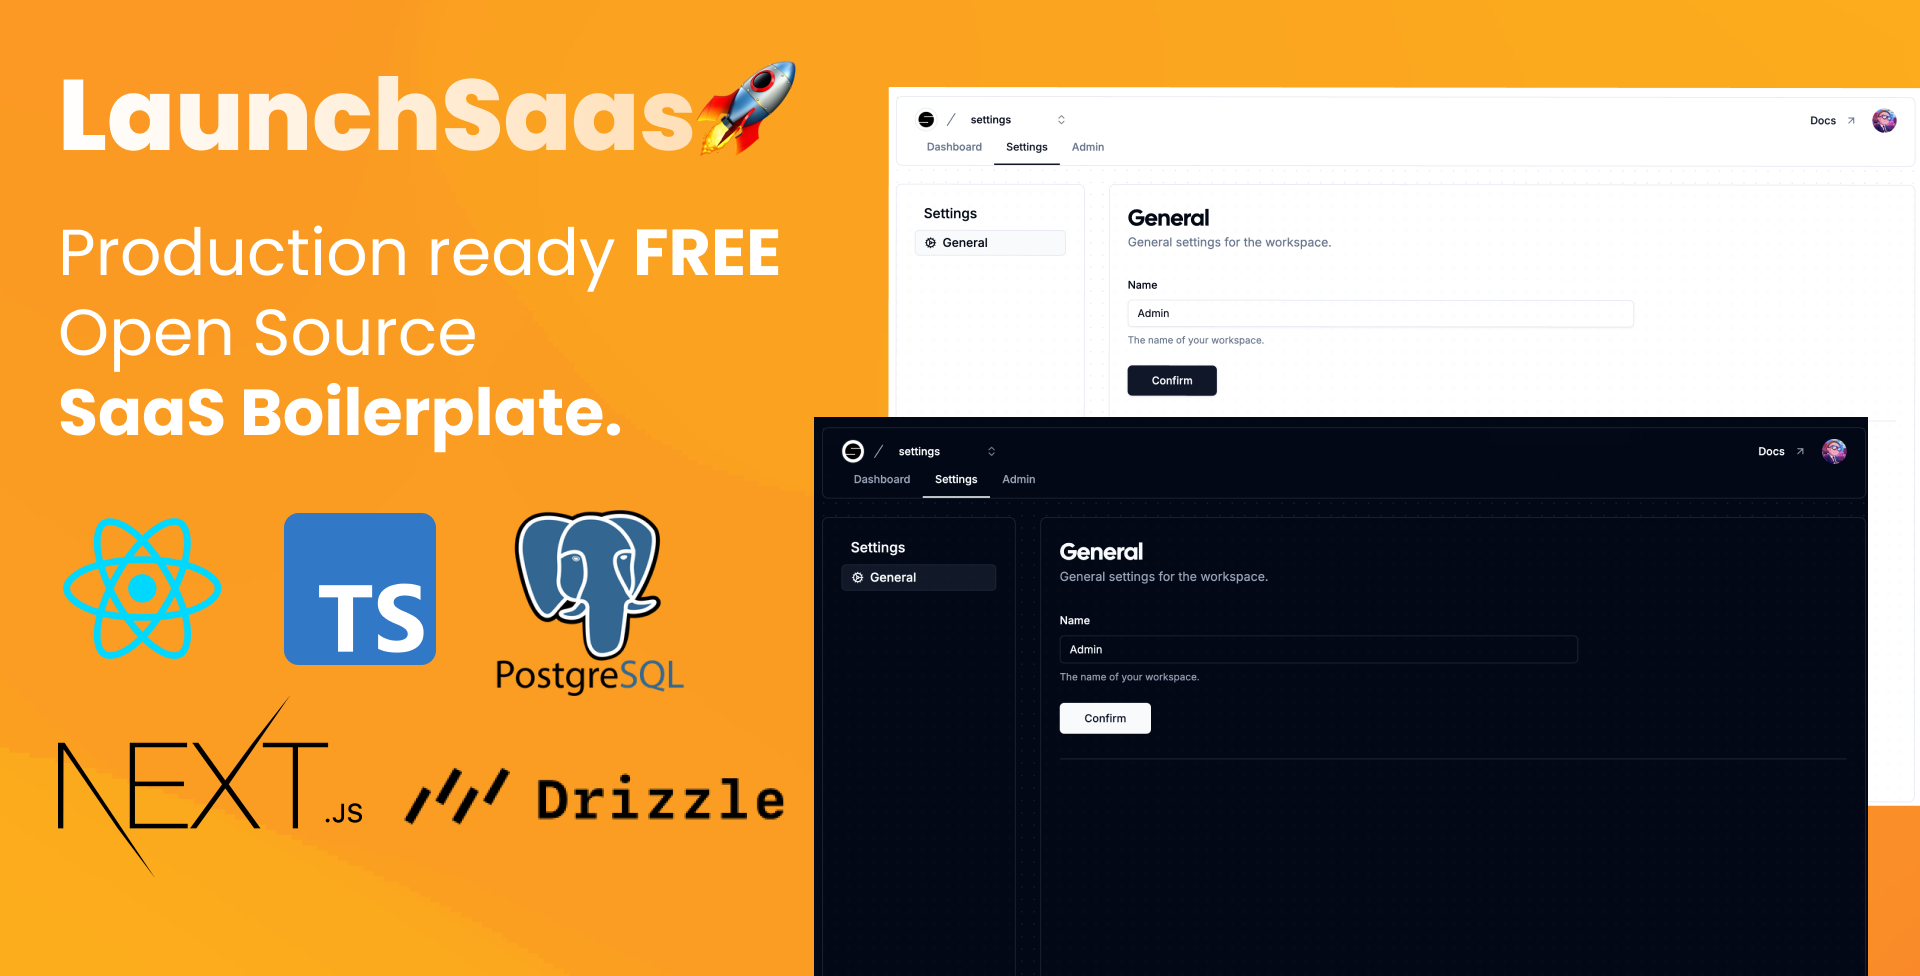 LaunchSaas
Production ready FREE
Open Source
SaaS Boilerplate.
TS
PostgreSQL
NEXT.JS
Drizzle
/ settings
Docs
Dashboard Settings Admin
Settings
General
General
General settings for the workspace.
Name
Admin
The name of your workspace.
Confirm
/ settings
Docs
Dashboard Settings Admin
Settings
General
General
General settings for the workspace.
Name
Admin
The name of your workspace.
Confirm